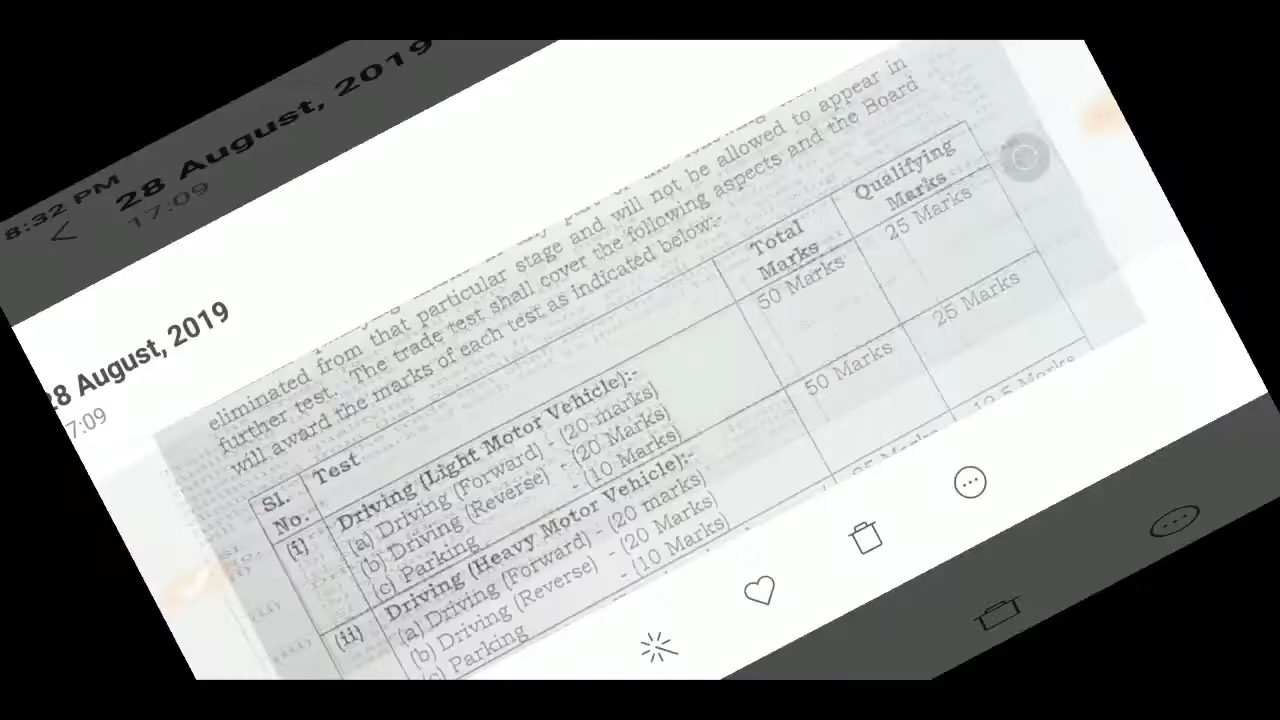 8:32 PM
28 August, 2019
17:09
28 August, 2019
7:09
eliminated from that particular stage and will not be allowed to appear in
further test. The trade test shall cover the following aspects and the Board
will award the marks of each test as indicated below:-
Sl. No. Test Total Marks Qualifying Marks
(i) Driving (Light Motor Vehicle):- 50 Marks 25 Marks
(a) Driving (Forward) - (20 marks)
(b) Driving (Reverse) - (20 Marks)
(c) Parking - (10 Marks)
(ii) Driving (Heavy Motor Vehicle):- 50 Marks 25 Marks
(a) Driving (Forward) - (20 marks)
(b) Driving (Reverse) - (20 Marks)
(c) Parking - (10 Marks)